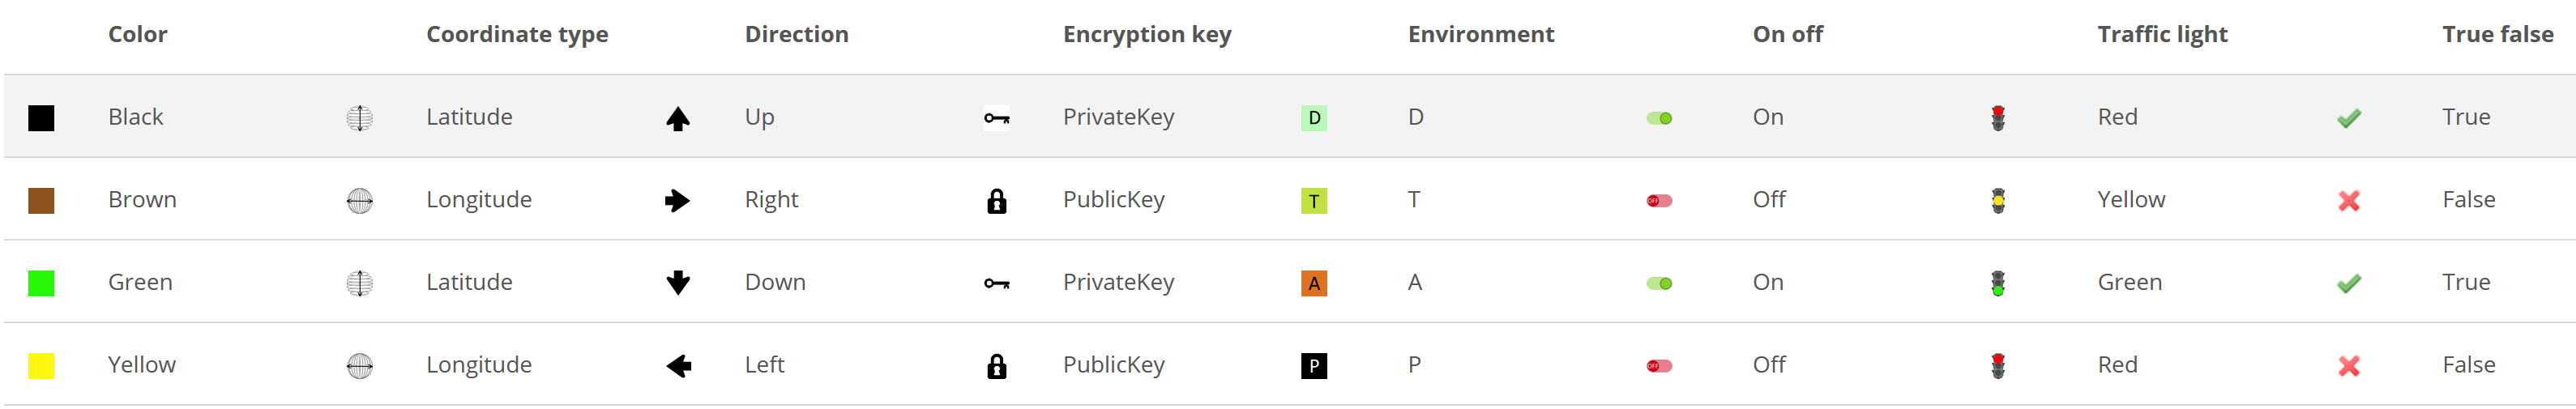 Color Coordinate type Direction Encryption key Environment On off Traffic light True false
Black Latitude Up PrivateKey D D On Red True
Brown Longitude Right PublicKey T T OFF Off Yellow False
Green Latitude Down PrivateKey A A On Green True
Yellow Longitude Left PublicKey P P OFF Off Red False